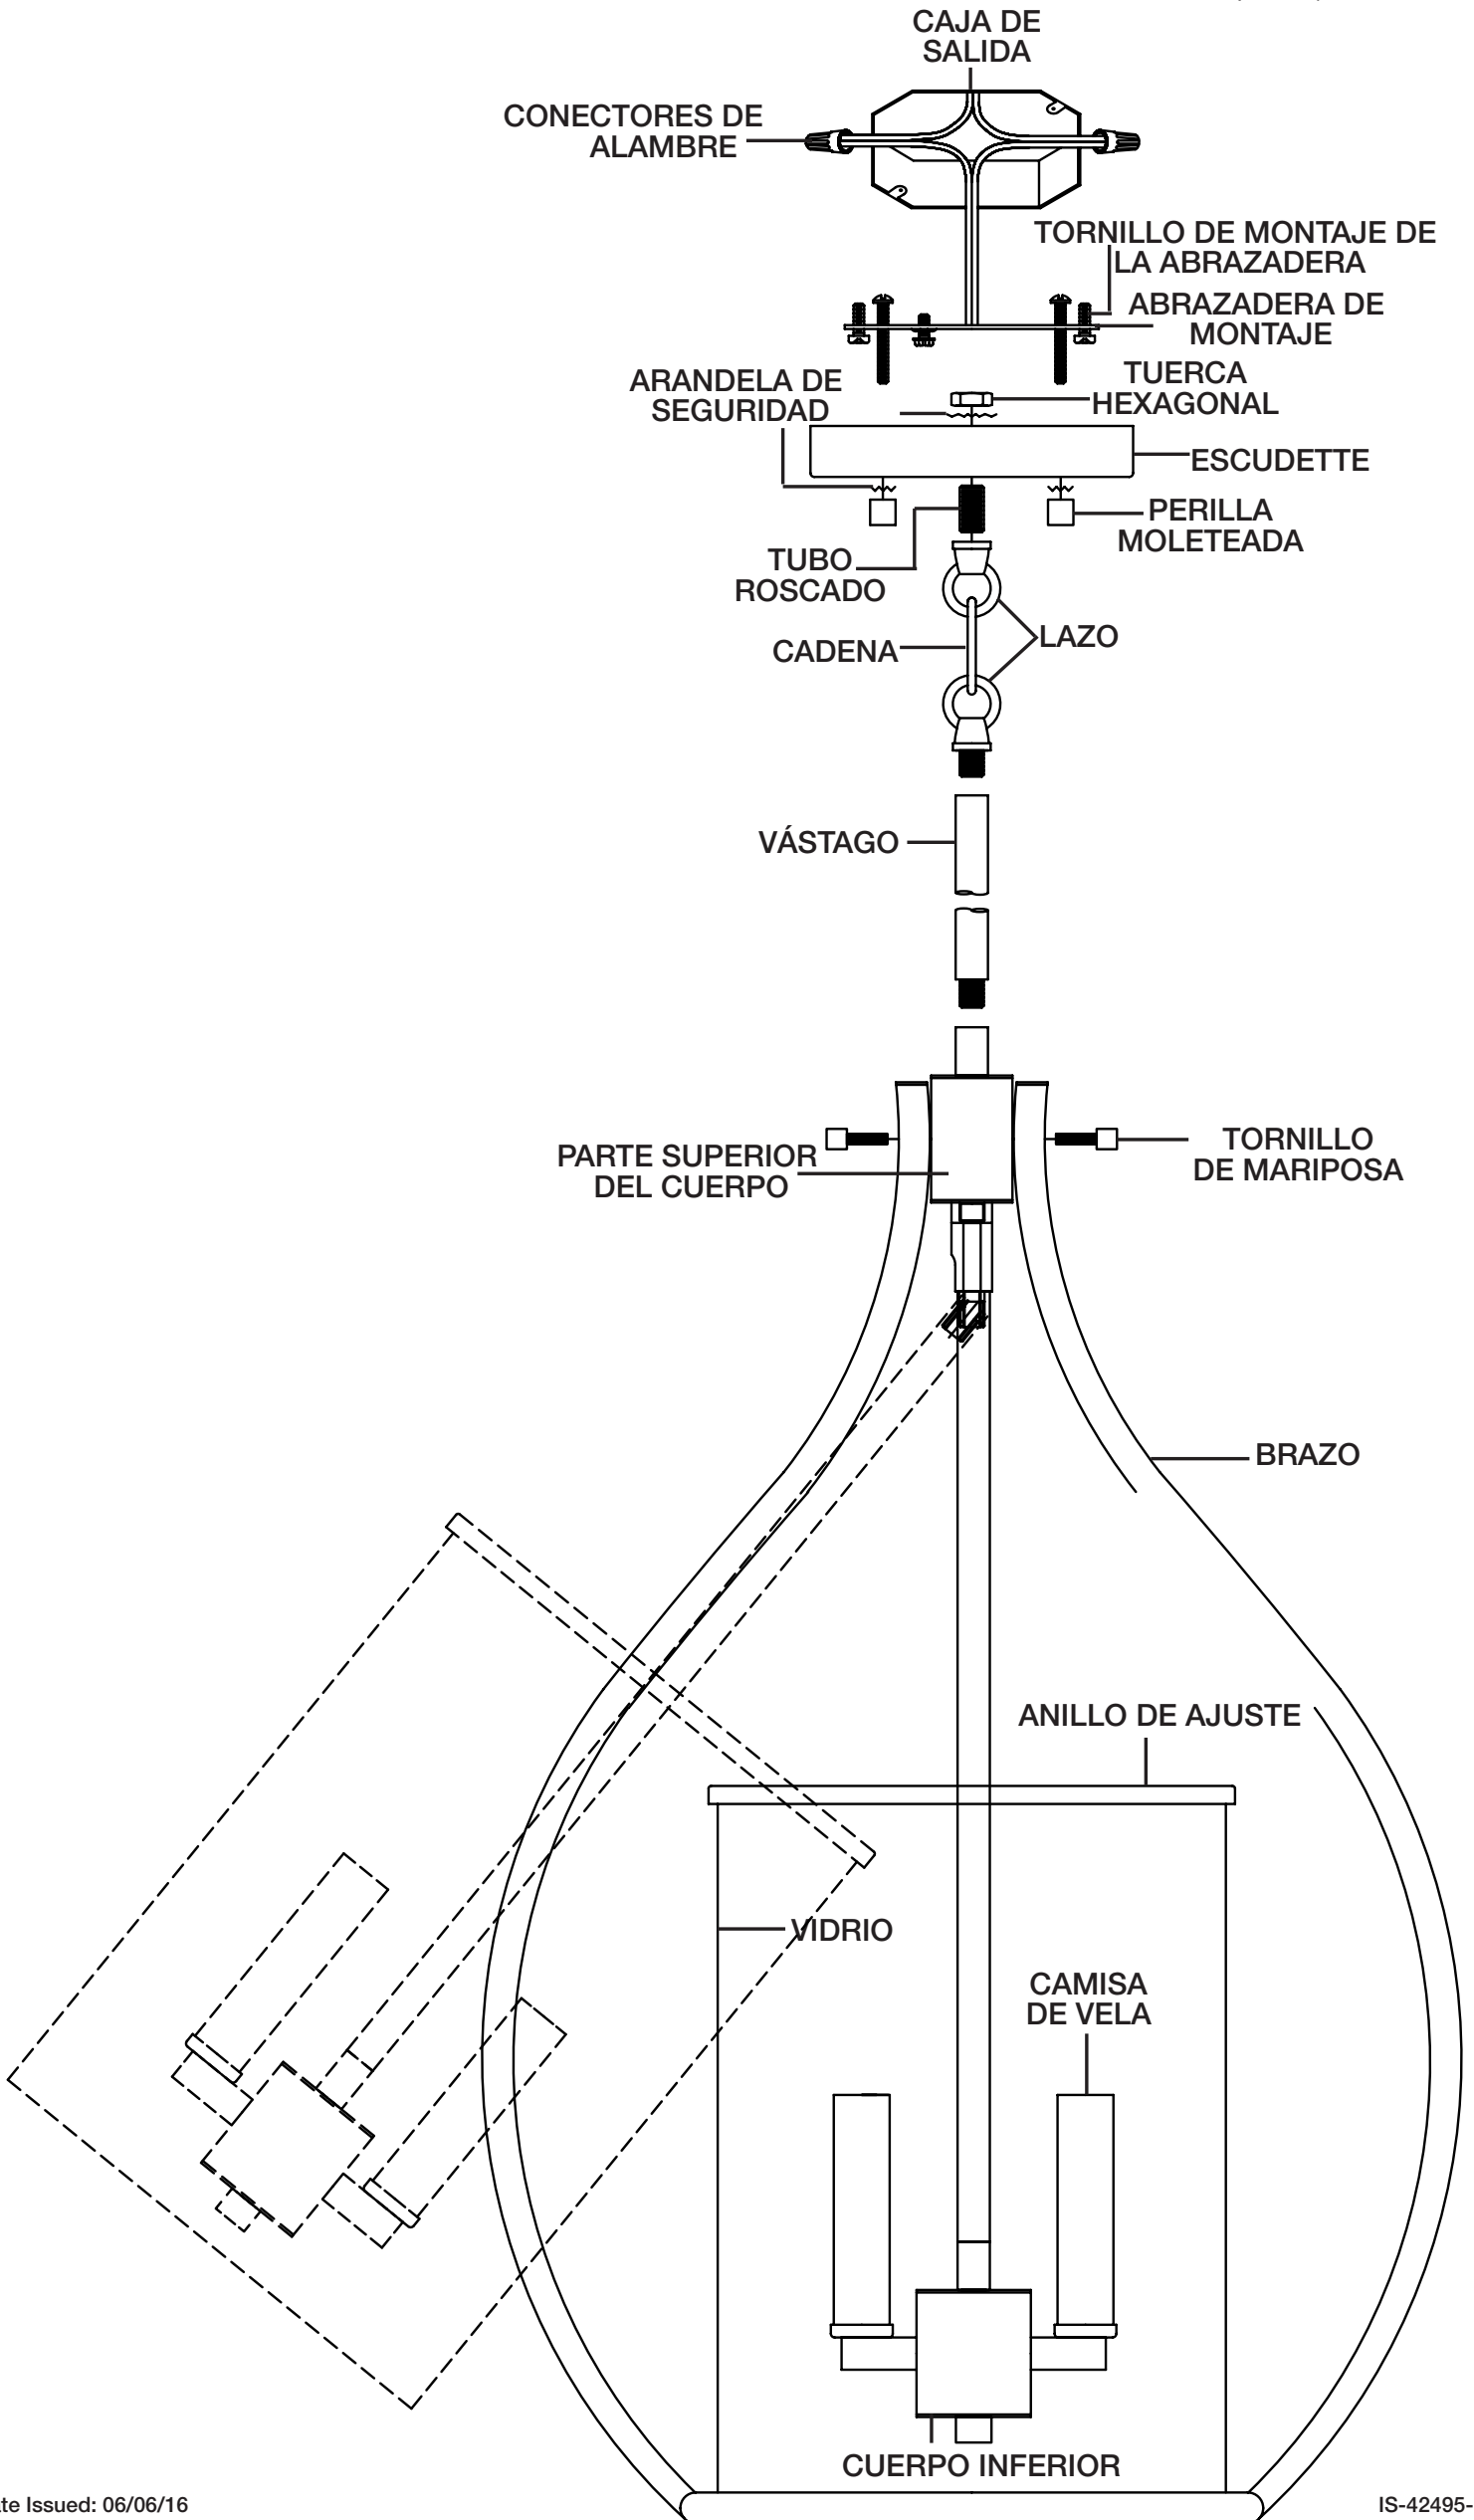 CAJA DE
SALIDA
CONECTORES DE
ALAMBRE
TORNILLO DE MONTAJE DE
LA ABRAZADERA
ABRAZADERA DE
MONTAJE
ARANDELA DE
SEGURIDAD
TUERCA
HEXAGONAL
ESCUDETTE
PERILLA
MOLETEADA
TUBO
ROSCADO
LAZO
CADENA
VÁSTAGO
PARTE SUPERIOR
DEL CUERPO
TORNILLO
DE MARIPOSA
BRAZO
ANILLO DE AJUSTE
VIDRIO
CAMISA
DE VELA
CUERPO INFERIOR
te Issued: 06/06/16
IS-42495-